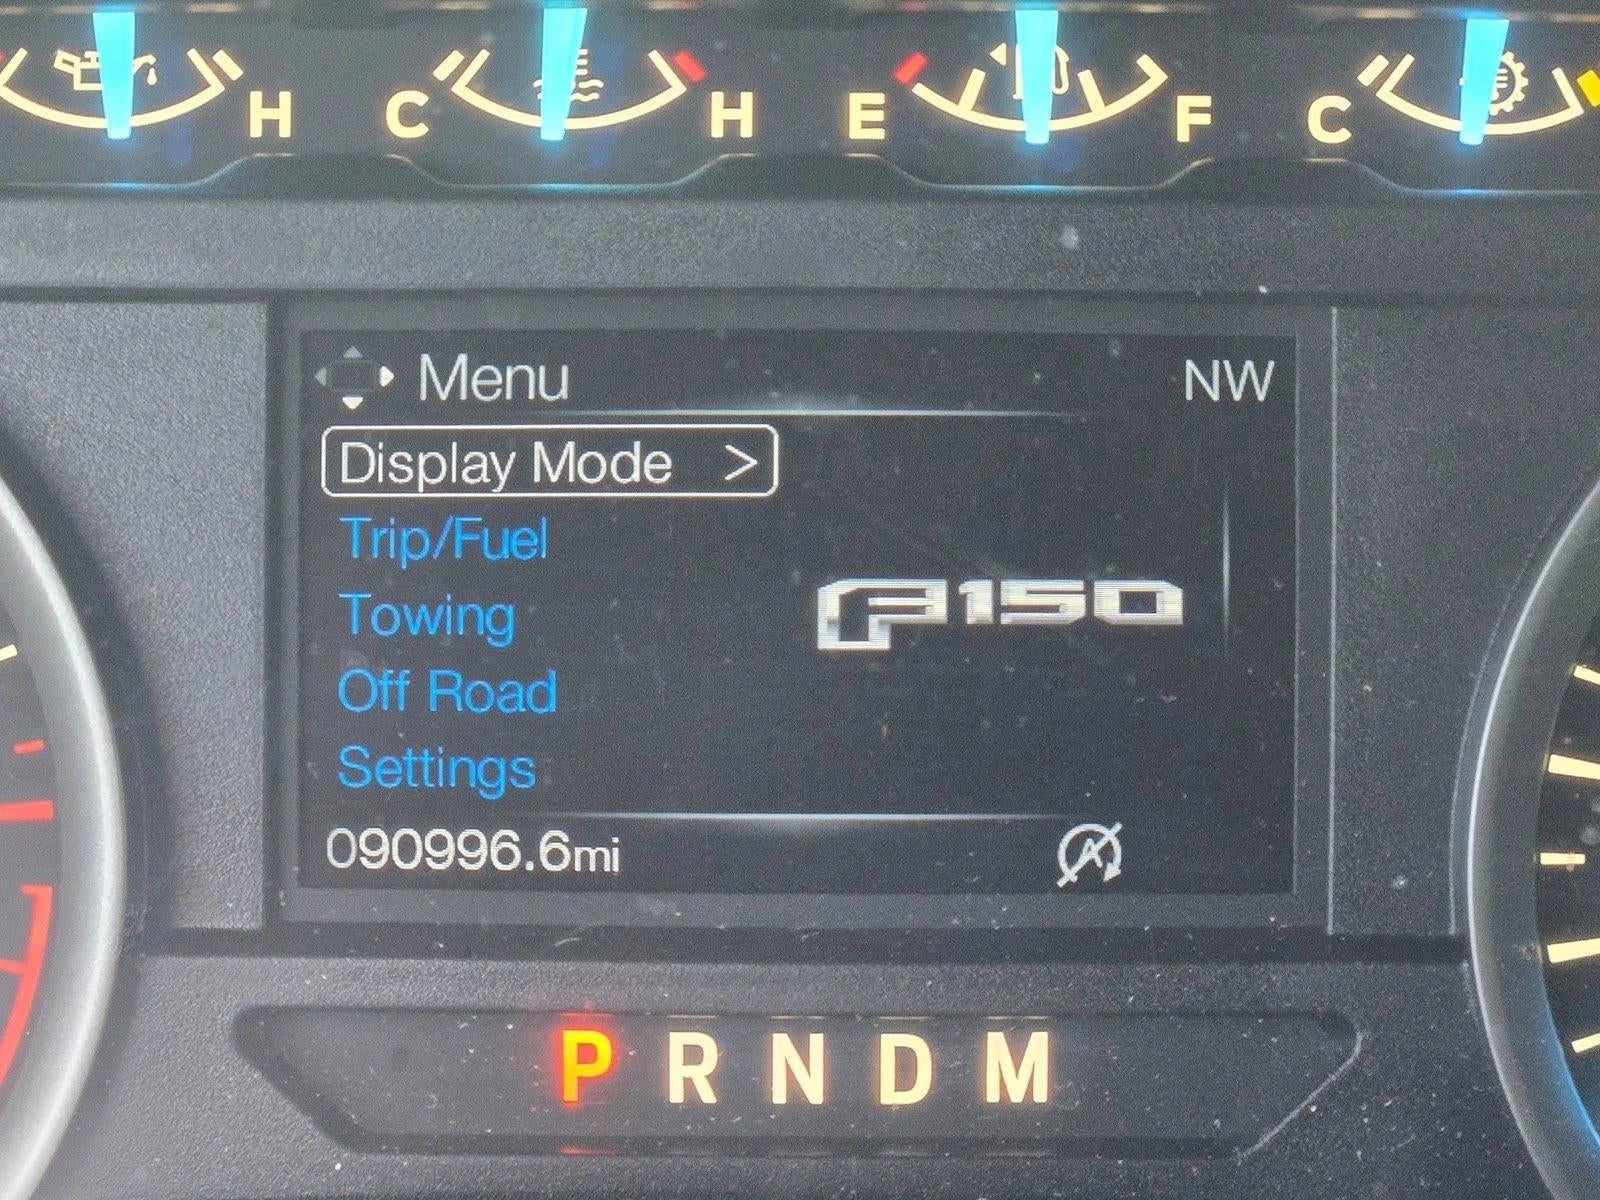 H C H E F C
Menu NW
Display Mode >
Trip/Fuel
F150
Towing
Off Road
Settings
090996.6mi A
P R N D M